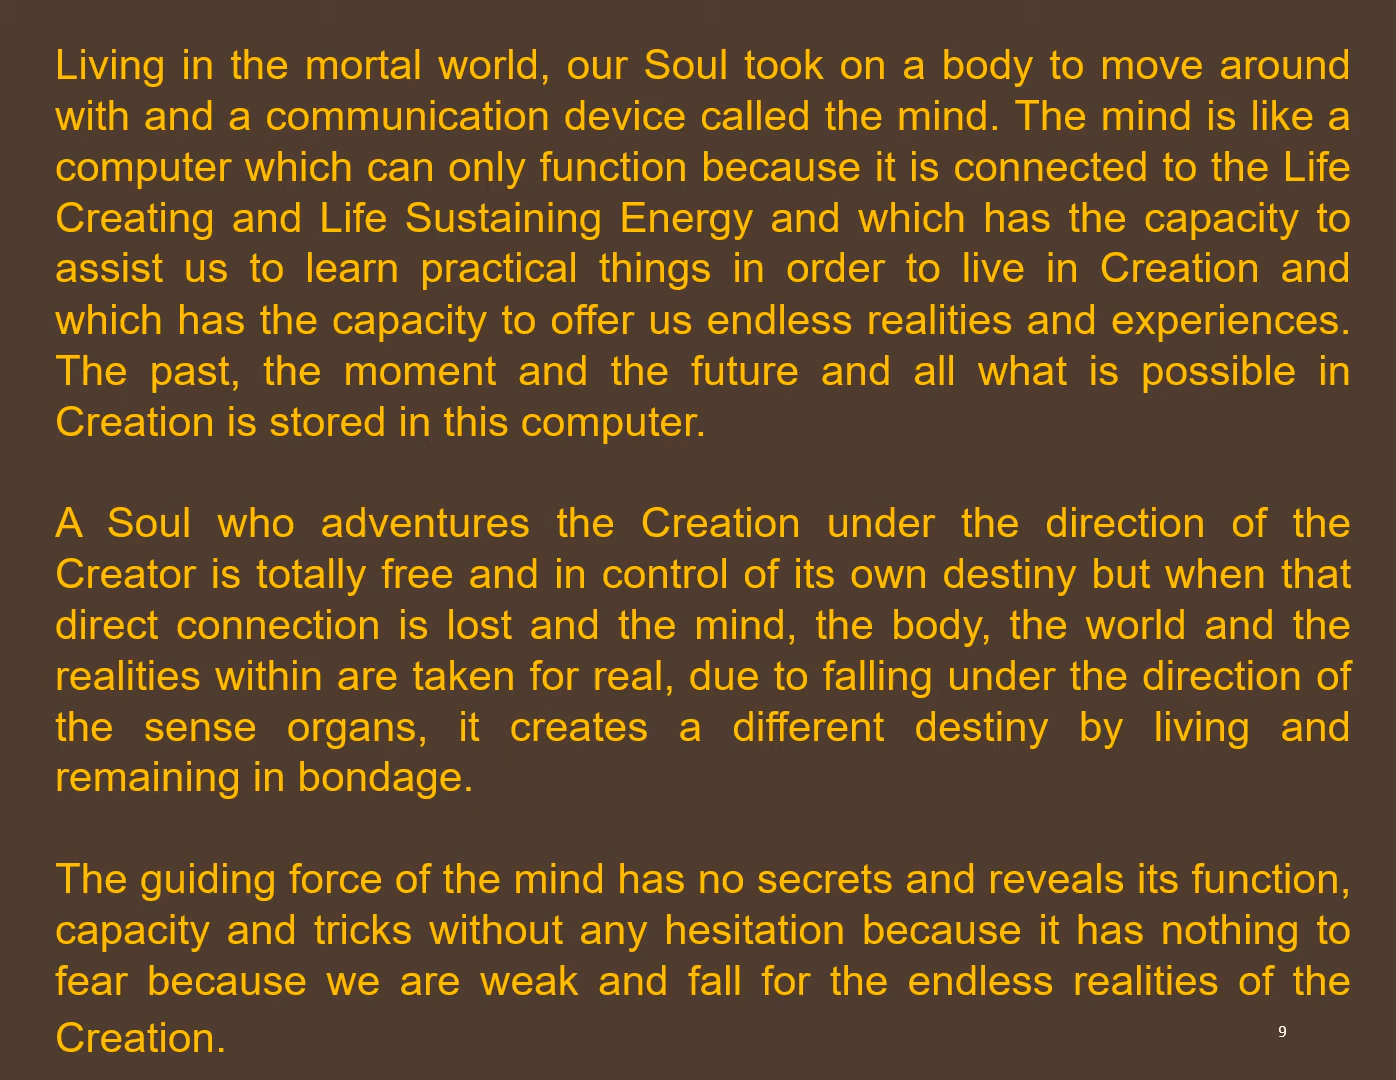 Living in the mortal world, our Soul took on a body to move around
with and a communication device called the mind. The mind is like a
computer which can only function because it is connected to the Life
Creating and Life Sustaining Energy and which has the capacity to
assist us to learn practical things in order to live in Creation and
which has the capacity to offer us endless realities and experiences.
The past, the moment and the future and all what is possible in
Creation is stored in this computer.
A Soul who adventures the Creation under the direction of the
Creator is totally free and in control of its own destiny but when that
direct connection is lost and the mind, the body, the world and the
realities within are taken for real, due to falling under the direction of
the sense organs, it creates a different destiny by living and
remaining in bondage.
The guiding force of the mind has no secrets and reveals its function,
capacity and tricks without any hesitation because it has nothing to
fear because we are weak and fall for the endless realities of the
Creation.
9